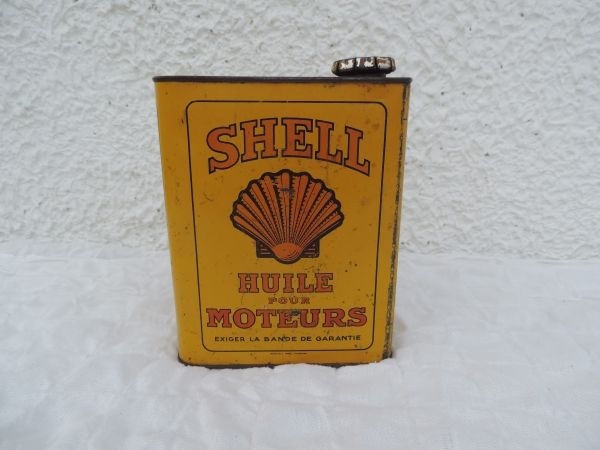 SHELL
HUILE
POUR
MOTEURS
EXIGER LA BANDE DE GARANTIE